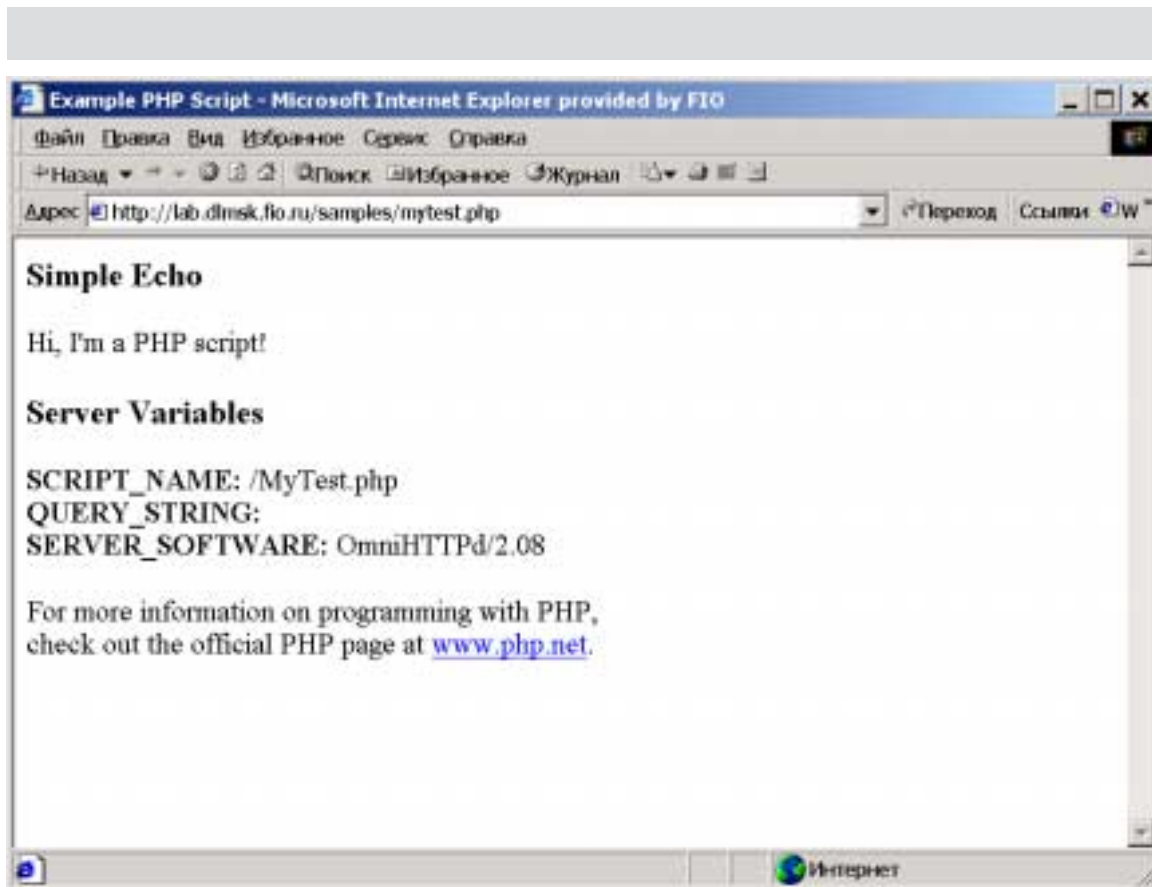 Example PHP Script - Microsoft Internet Explorer provided by FIO
Файл Правка Вид Избранное Сервис Справка
Назад Поиск Избранное Журнал
Адрес http://lab.dlmsk.fio.ru/samples/mytest.php Переход Ссылки W
Simple Echo
Hi, I'm a PHP script!
Server Variables
SCRIPT_NAME: /MyTest.php
QUERY_STRING:
SERVER_SOFTWARE: OmniHTTPd/2.08
For more information on programming with PHP,
check out the official PHP page at www.php.net.
Интернет